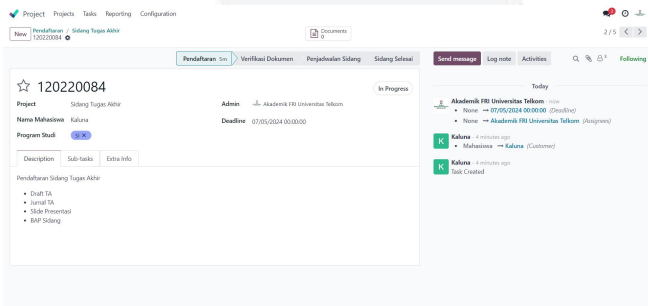 Project Projects Tasks Reporting Configuration
New Pendaftaran / Sidang Tugas Akhir
120220084
Documents
0
2 / 5
Pendaftaran 5m Verifikasi Dokumen Penjadwalan Sidang Sidang Selesai
Send message Log note Activities Following
120220084
In Progress
Project Sidang Tugas Akhir
Nama Mahasiswa Kaluna
Program Studi SI X
Admin Akademik FRI Universitas Telkom
Deadline 07/05/2024 00:00:00
Description Sub-tasks Extra Info
Pendaftaran Sidang Tugas Akhir
• Draft TA
• Jurnal TA
• Slide Presentasi
• BAP Sidang
Today
Akademik FRI Universitas Telkom - now
• None → 07/05/2024 00:00:00 (Deadline)
• None → Akademik FRI Universitas Telkom (Assignees)
K Kaluna - 4 minutes ago
• Mahasiswa → Kaluna (Customer)
K Kaluna - 4 minutes ago
Task Created